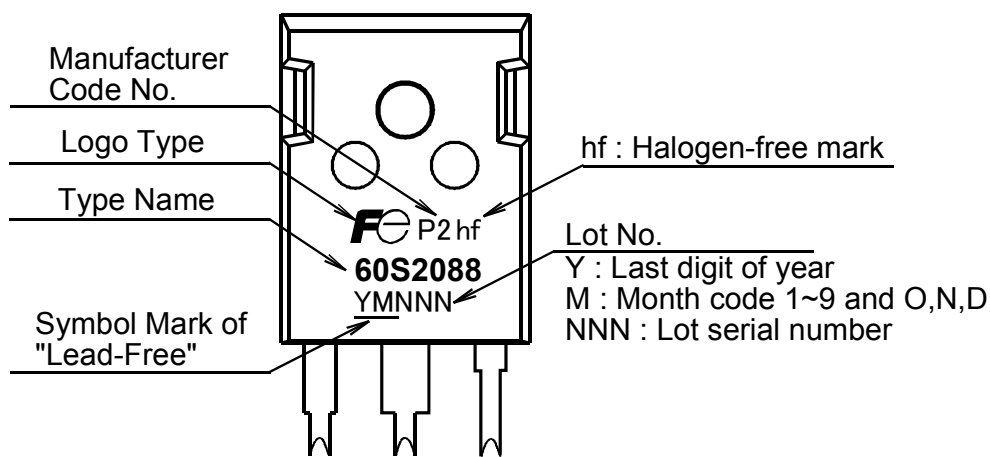 Manufacturer
Code No.
Logo Type
Type Name
Symbol Mark of
"Lead-Free"
Fe P2 hf
60S2088
YMNNN
hf : Halogen-free mark
Lot No.
Y : Last digit of year
M : Month code 1~9 and O,N,D
NNN : Lot serial number